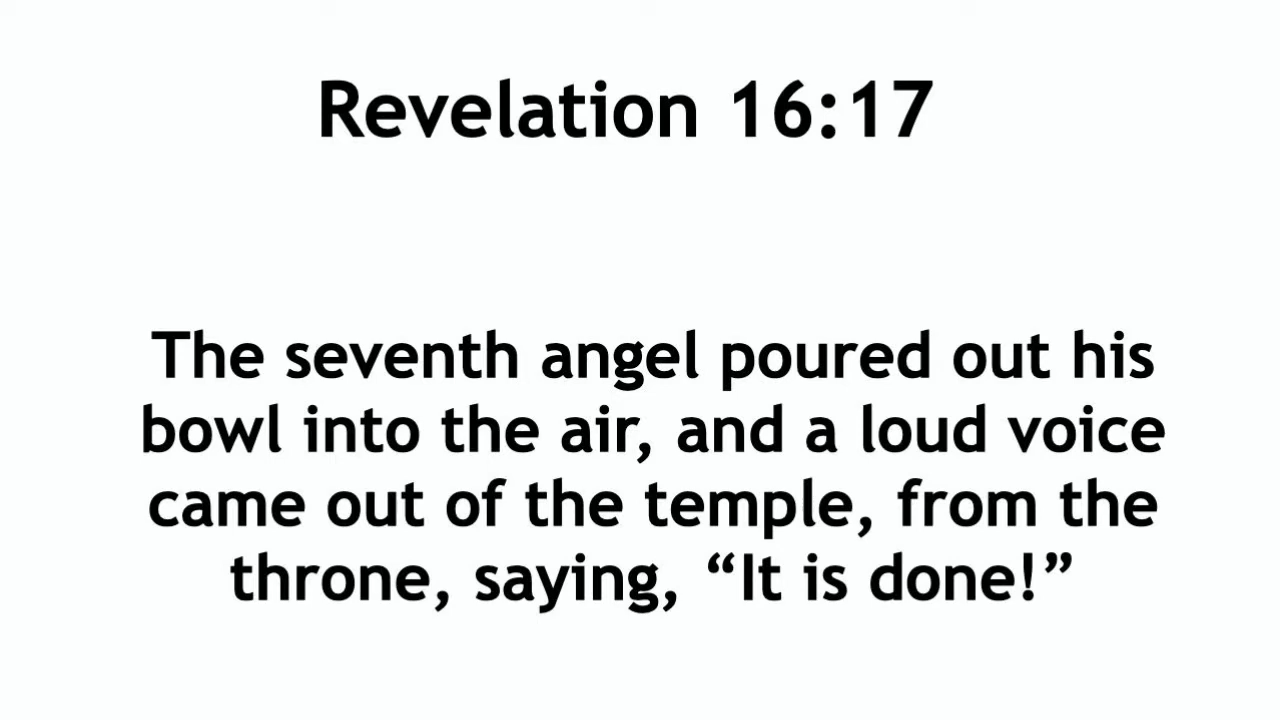 Revelation 16:17
The seventh angel poured out his
bowl into the air, and a loud voice
came out of the temple, from the
throne, saying, “It is done!”